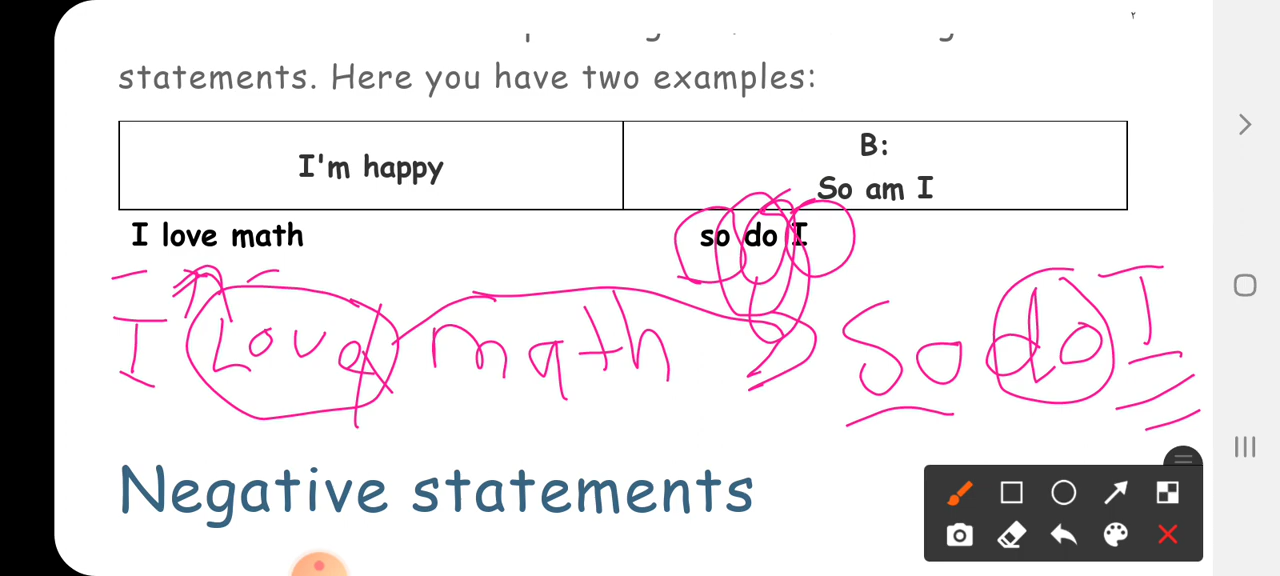 ٢
statements. Here you have two examples:
I'm happy
B:
So am I
I love math so do I
I Love math So do I
Negative statements